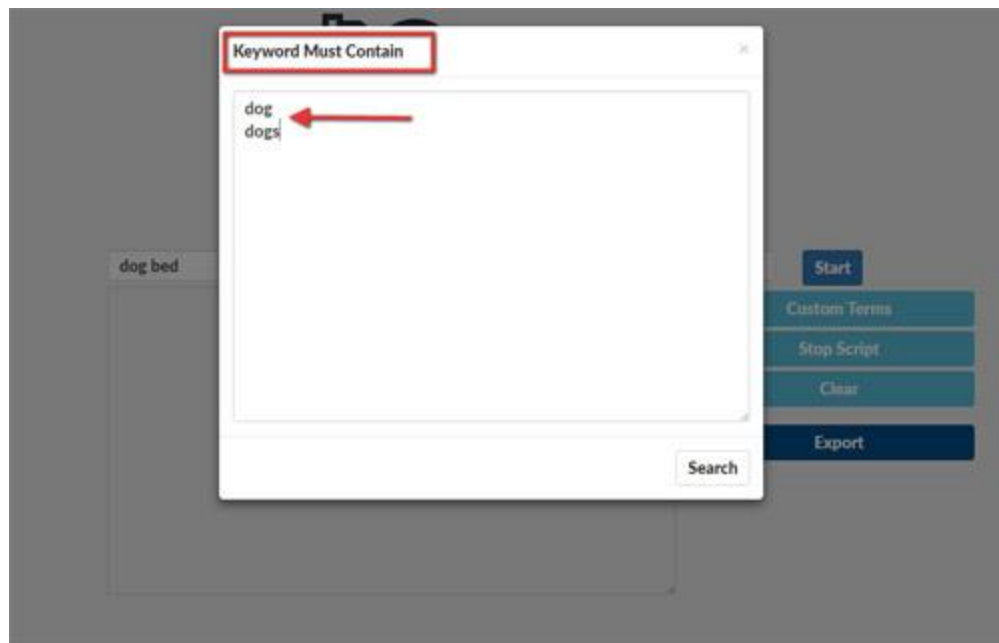 Keyword Must Contain
×
dog
dogs
dog bed
Start
Custom Terms
Stop Script
Clear
Export
Search